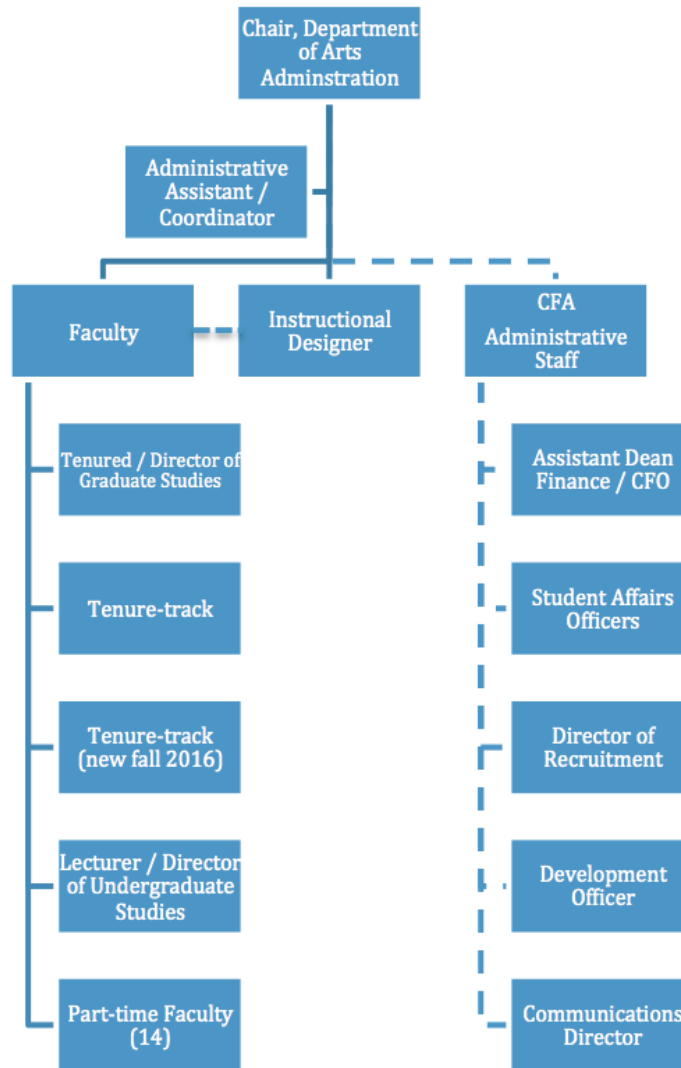 Chair, Department
of Arts
Adminstration
Administrative
Assistant /
Coordinator
Faculty
Instructional
Designer
CFA
Administrative
Staff
Tenured / Director of
Graduate Studies
Assistant Dean
Finance / CFO
Tenure-track
Student Affairs
Officers
Tenure-track
(new fall 2016)
Director of
Recruitment
Lecturer / Director
of Undergraduate
Studies
Development
Officer
Part-time Faculty
(14)
Communications
Director